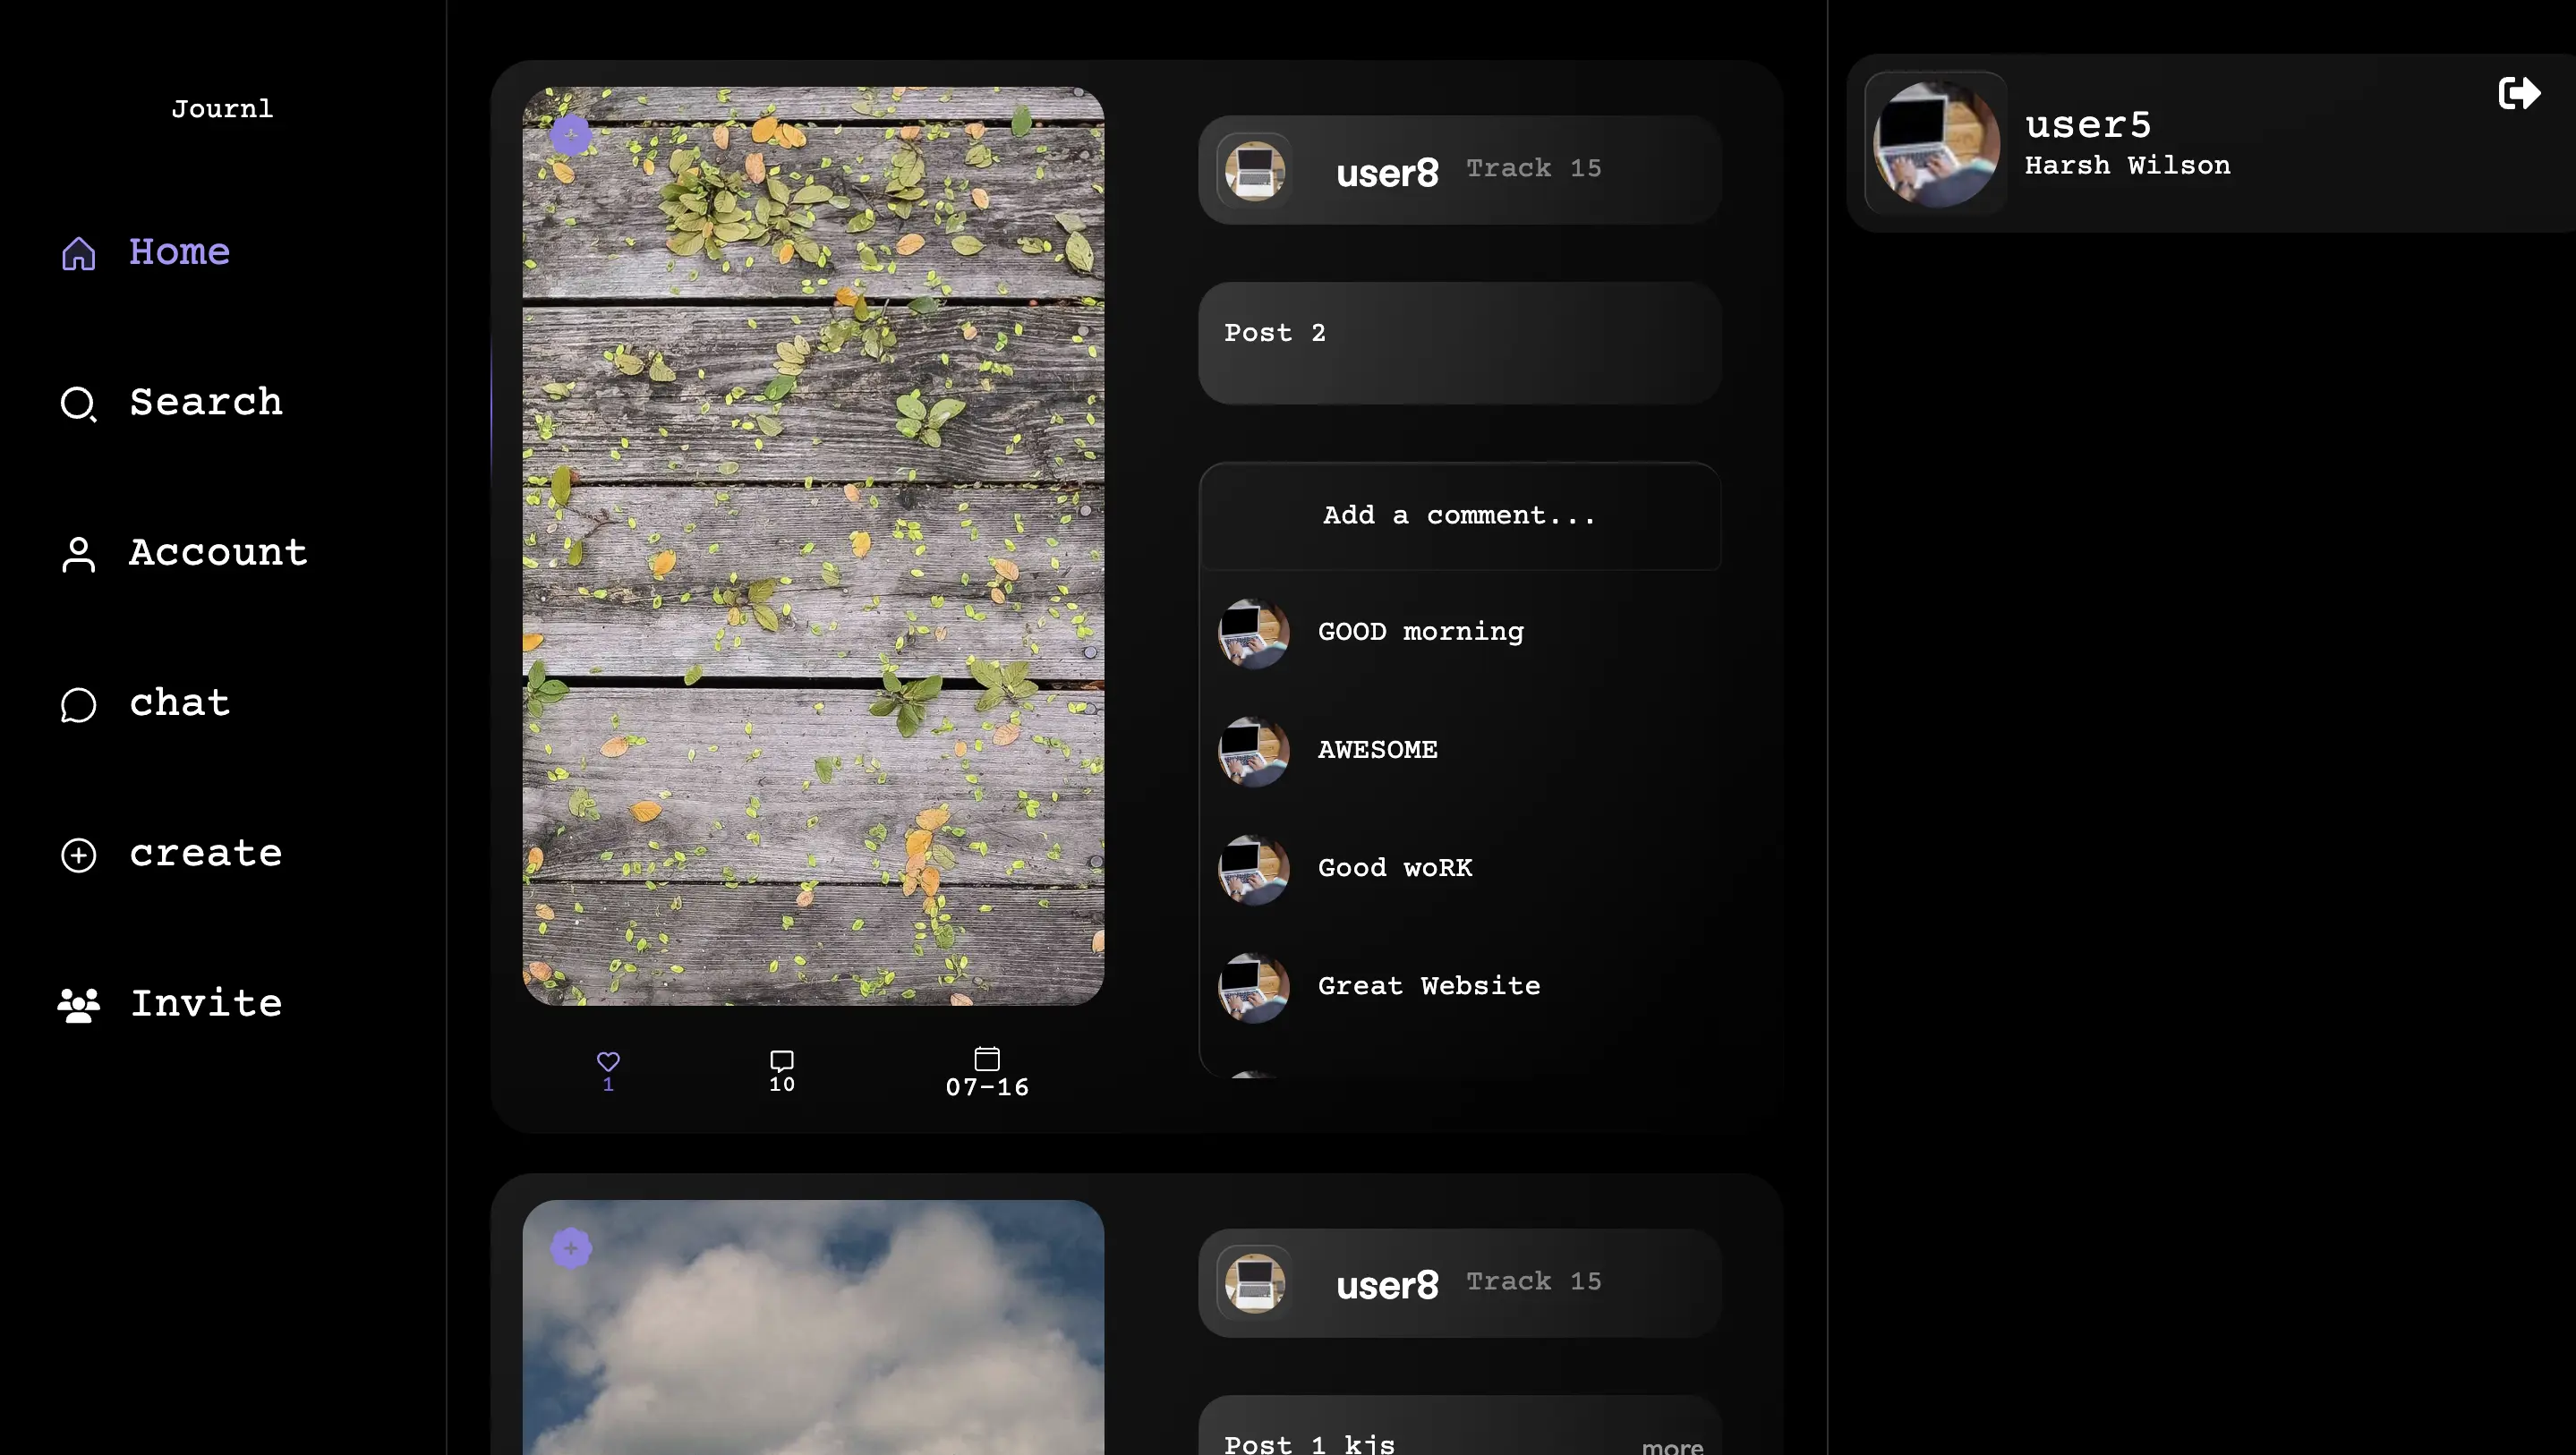 Journl
Home
Search
Account
chat
create
Invite
user8 Track 15
Post 2
Add a comment...
GOOD morning
AWESOME
Good woRK
Great Website
1
10
07-16
user8 Track 15
Post 1 kjs
more
user5
Harsh Wilson